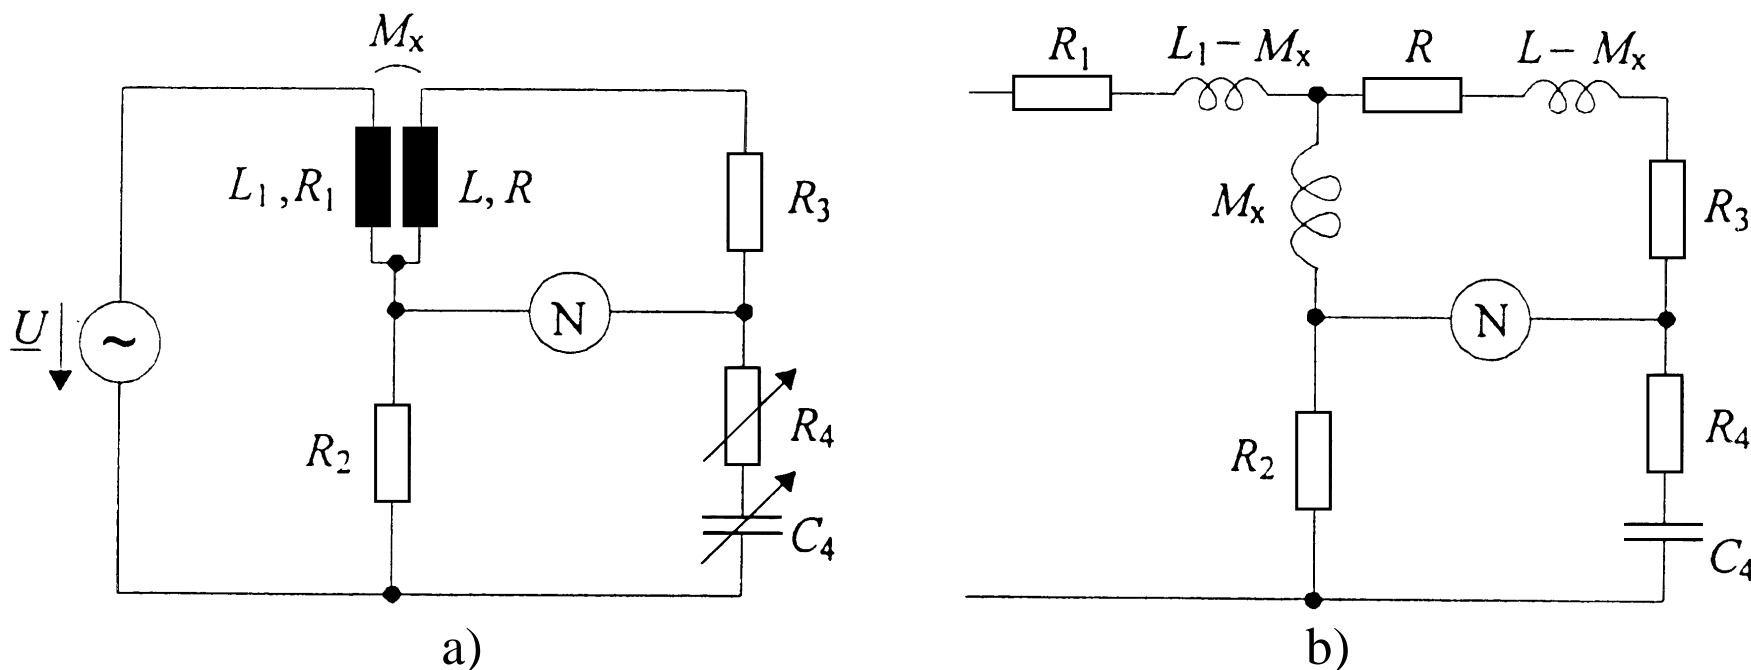 Mₓ
L₁, R₁
L, R
R₃
U
~
N
R₂
R₄
C₄
a)
R₁
L₁ – Mₓ
R
L – Mₓ
Mₓ
R₃
N
R₂
R₄
C₄
b)